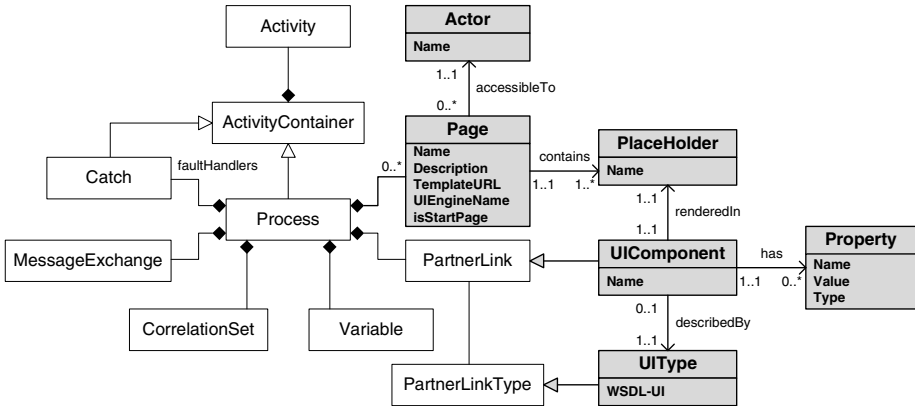 Activity
Actor
Name
1..1
accessibleTo
0..*
ActivityContainer
Page
Name
Description
TemplateURL
UIEngineName
isStartPage
contains
1..1
1..*
PlaceHolder
Name
Catch
faultHandlers
0..*
Process
1..1
renderedIn
1..1
MessageExchange
PartnerLink
UIComponent
Name
has
1..1
0..*
Property
Name
Value
Type
CorrelationSet
Variable
0..1
describedBy
1..1
PartnerLinkType
UIType
WSDL-UI